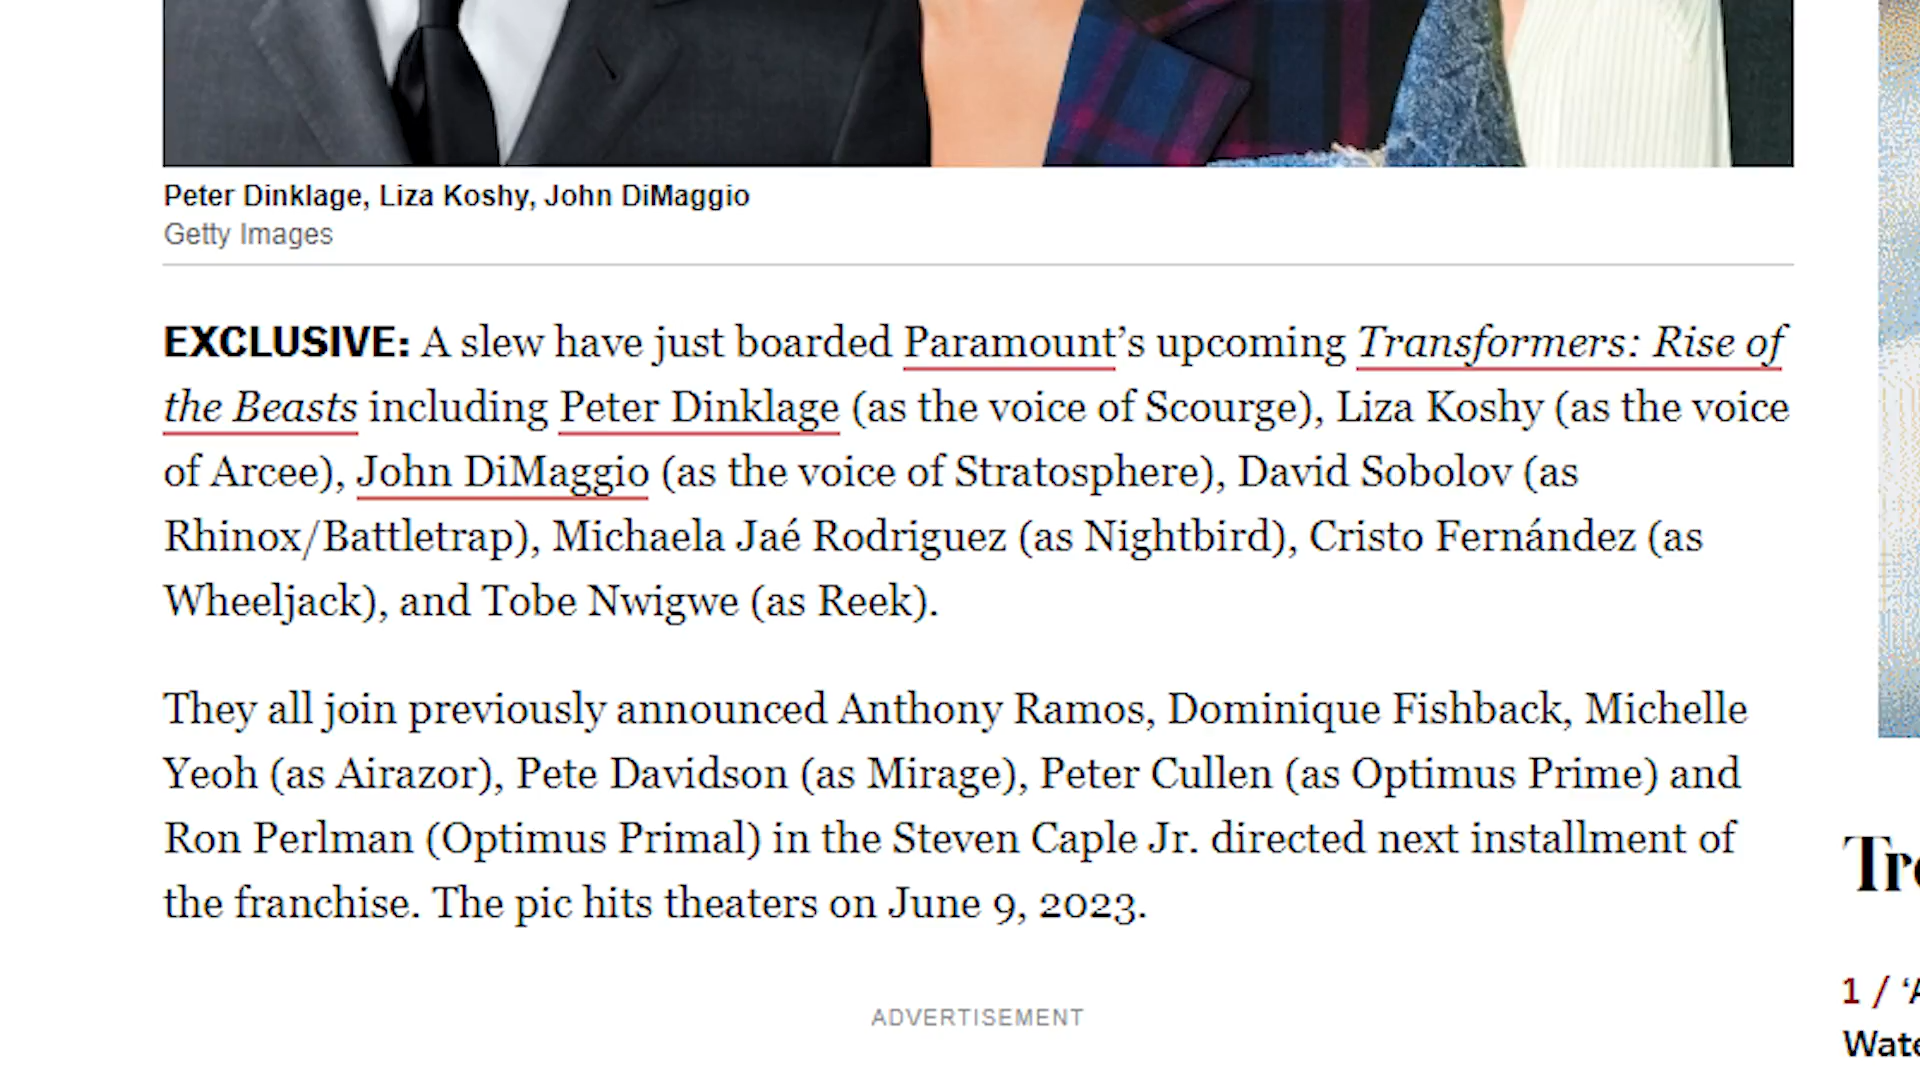 Peter Dinklage, Liza Koshy, John DiMaggio
Getty Images
EXCLUSIVE: A slew have just boarded Paramount’s upcoming Transformers: Rise of
the Beasts including Peter Dinklage (as the voice of Scourge), Liza Koshy (as the voice
of Arcee), John DiMaggio (as the voice of Stratosphere), David Sobolov (as
Rhinox/Battletrap), Michaela Jaé Rodriguez (as Nightbird), Cristo Fernández (as
Wheeljack), and Tobe Nwigwe (as Reek).
They all join previously announced Anthony Ramos, Dominique Fishback, Michelle
Yeoh (as Airazor), Pete Davidson (as Mirage), Peter Cullen (as Optimus Prime) and
Ron Perlman (Optimus Primal) in the Steven Caple Jr. directed next installment of
the franchise. The pic hits theaters on June 9, 2023.
ADVERTISEMENT
1 /